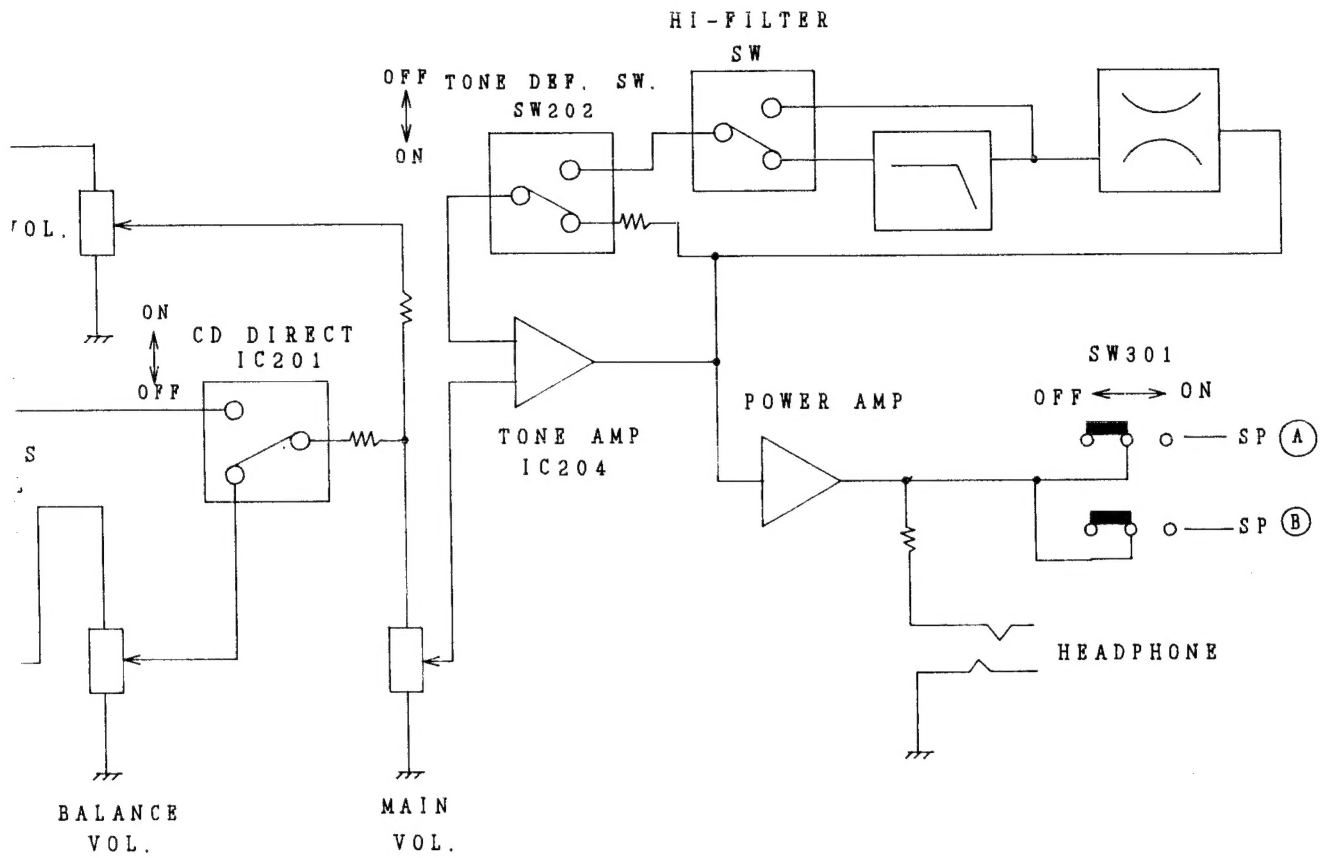 HI-FILTER
SW
OFF
TONE DEF. SW.
SW202
ON
VOL.
ON
CD DIRECT
IC201
OFF
S
TONE AMP
IC204
POWER AMP
SW301
OFF
ON
SP A
SP B
HEADPHONE
BALANCE
VOL.
MAIN
VOL.